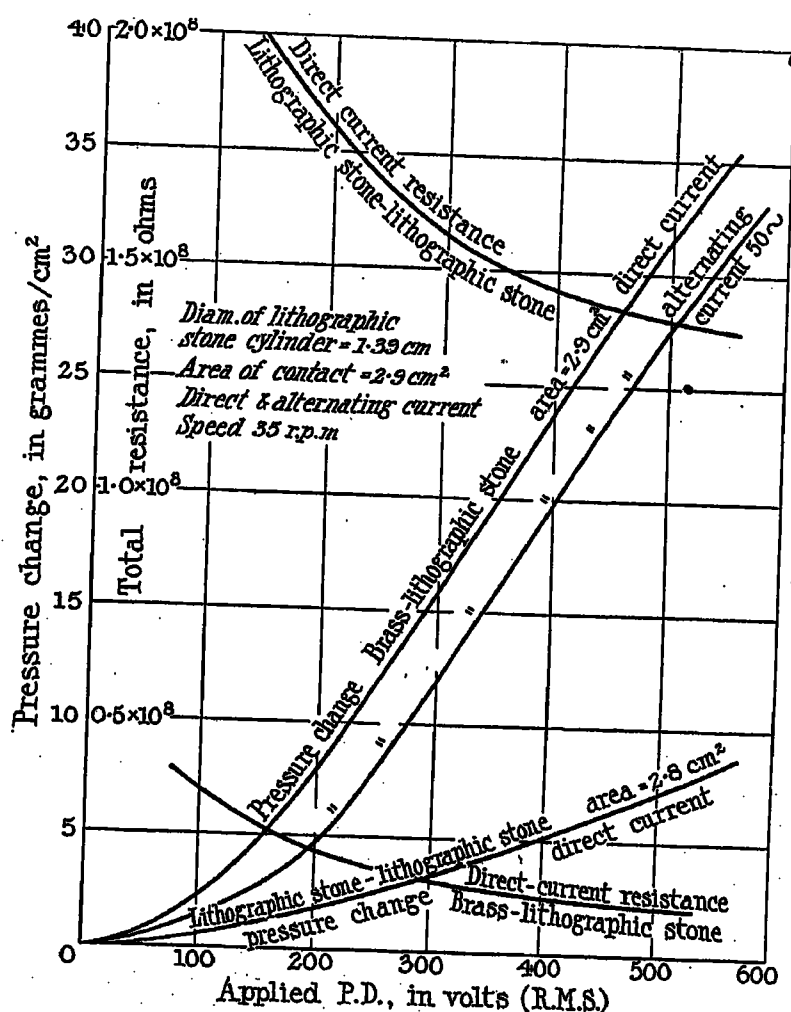 40 2·0×10⁸
35
30 1·5×10⁸
25
20 1·0×10⁸
15
10 0·5×10⁸
5
0
100 200 300 400 500 600
Applied P.D., in volts (R.M.S.)
Pressure change, in grammes/cm²
Total resistance, in ohms
Direct current resistance
Lithographic stone-lithographic stone
Diam. of lithographic
stone cylinder = 1·39 cm
Area of contact = 2·9 cm²
Direct & alternating current
Speed 35 r.p.m
Pressure change Brass-lithographic stone area = 2·9 cm² direct current
" " " " " " alternating
current 50~
Lithographic stone-lithographic stone area = 2·8 cm²
pressure change direct current
Direct-current resistance
Brass-lithographic stone